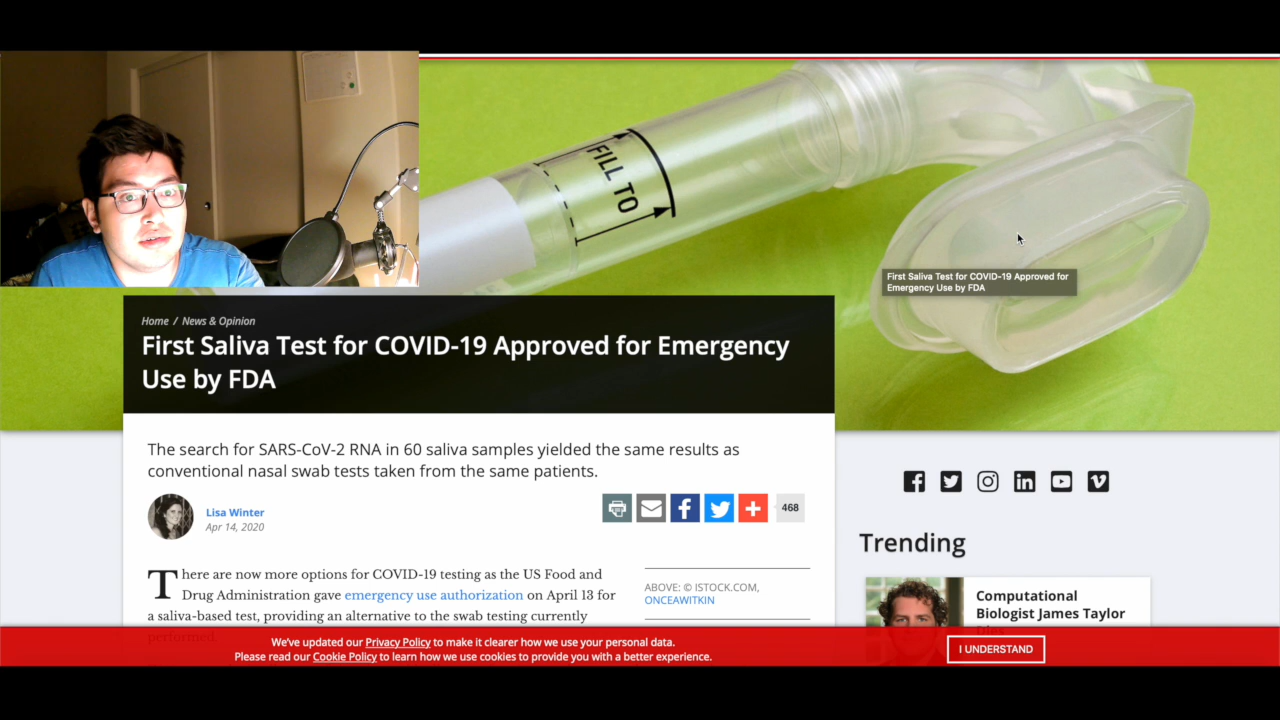 FILL TO
First Saliva Test for COVID-19 Approved for
Emergency Use by FDA
Home / News & Opinion
First Saliva Test for COVID-19 Approved for Emergency
Use by FDA
The search for SARS-CoV-2 RNA in 60 saliva samples yielded the same results as
conventional nasal swab tests taken from the same patients.
Lisa Winter
Apr 14, 2020
468
There are now more options for COVID-19 testing as the US Food and
Drug Administration gave emergency use authorization on April 13 for
a saliva-based test, providing an alternative to the swab testing currently
performed.
ABOVE: © ISTOCK.COM,
ONCEAWITKIN
Trending
Computational
Biologist James Taylor
Dies
We've updated our Privacy Policy to make it clearer how we use your personal data.
Please read our Cookie Policy to learn how we use cookies to provide you with a better experience.
I UNDERSTAND